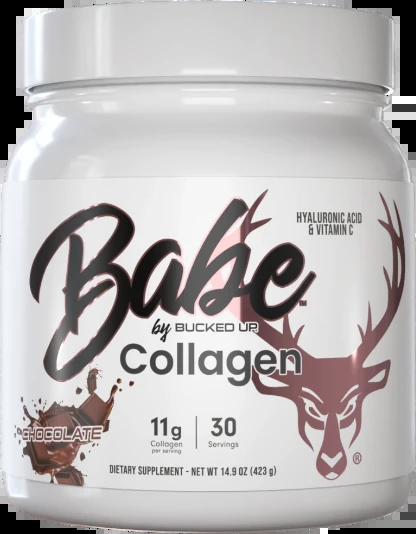 HYALURONIC ACID
& VITAMIN C
Babe™
by BUCKED UP
Collagen
CHOCOLATE
11g
Collagen
per serving
30
Servings
DIETARY SUPPLEMENT - NET WT 14.9 OZ (423 g)
®